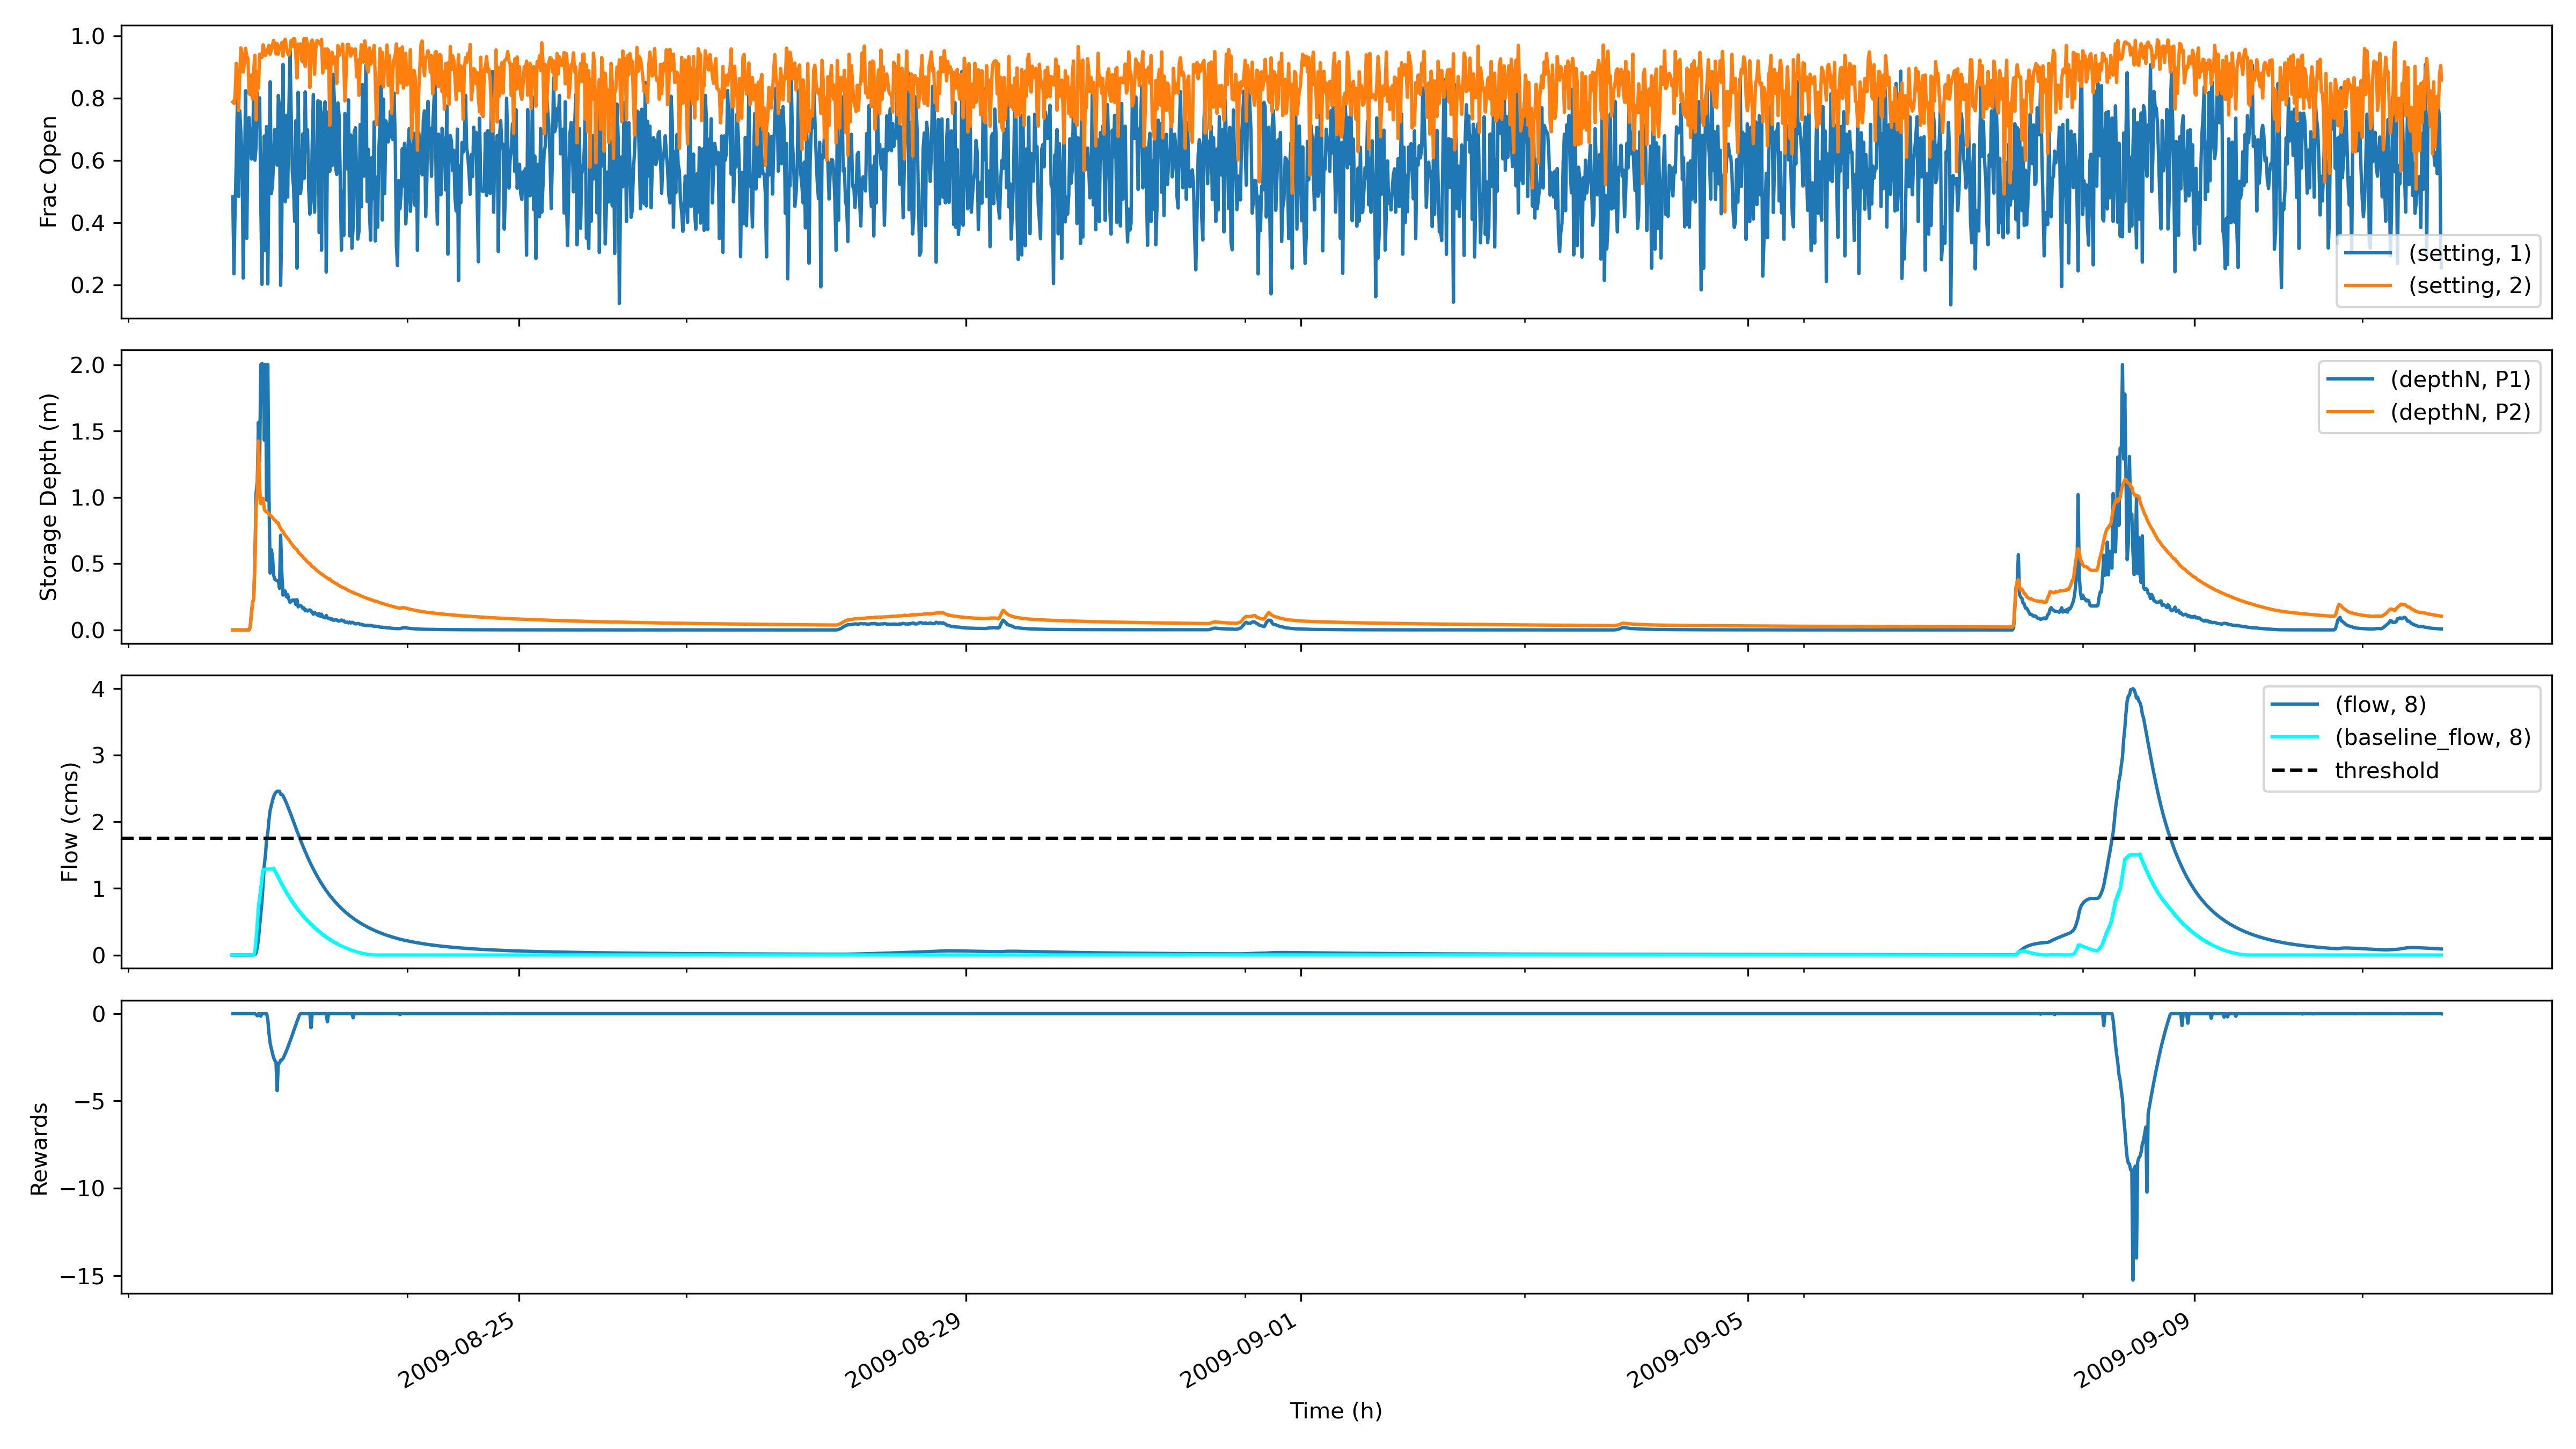 1.0
0.8
0.6
0.4
0.2
Frac Open
(setting, 1)
(setting, 2)
2.0
1.5
1.0
0.5
0.0
Storage Depth (m)
(depthN, P1)
(depthN, P2)
4
3
2
1
0
Flow (cms)
(flow, 8)
(baseline_flow, 8)
threshold
0
−5
−10
−15
Rewards
2009-08-25
2009-08-29
2009-09-01
2009-09-05
2009-09-09
Time (h)